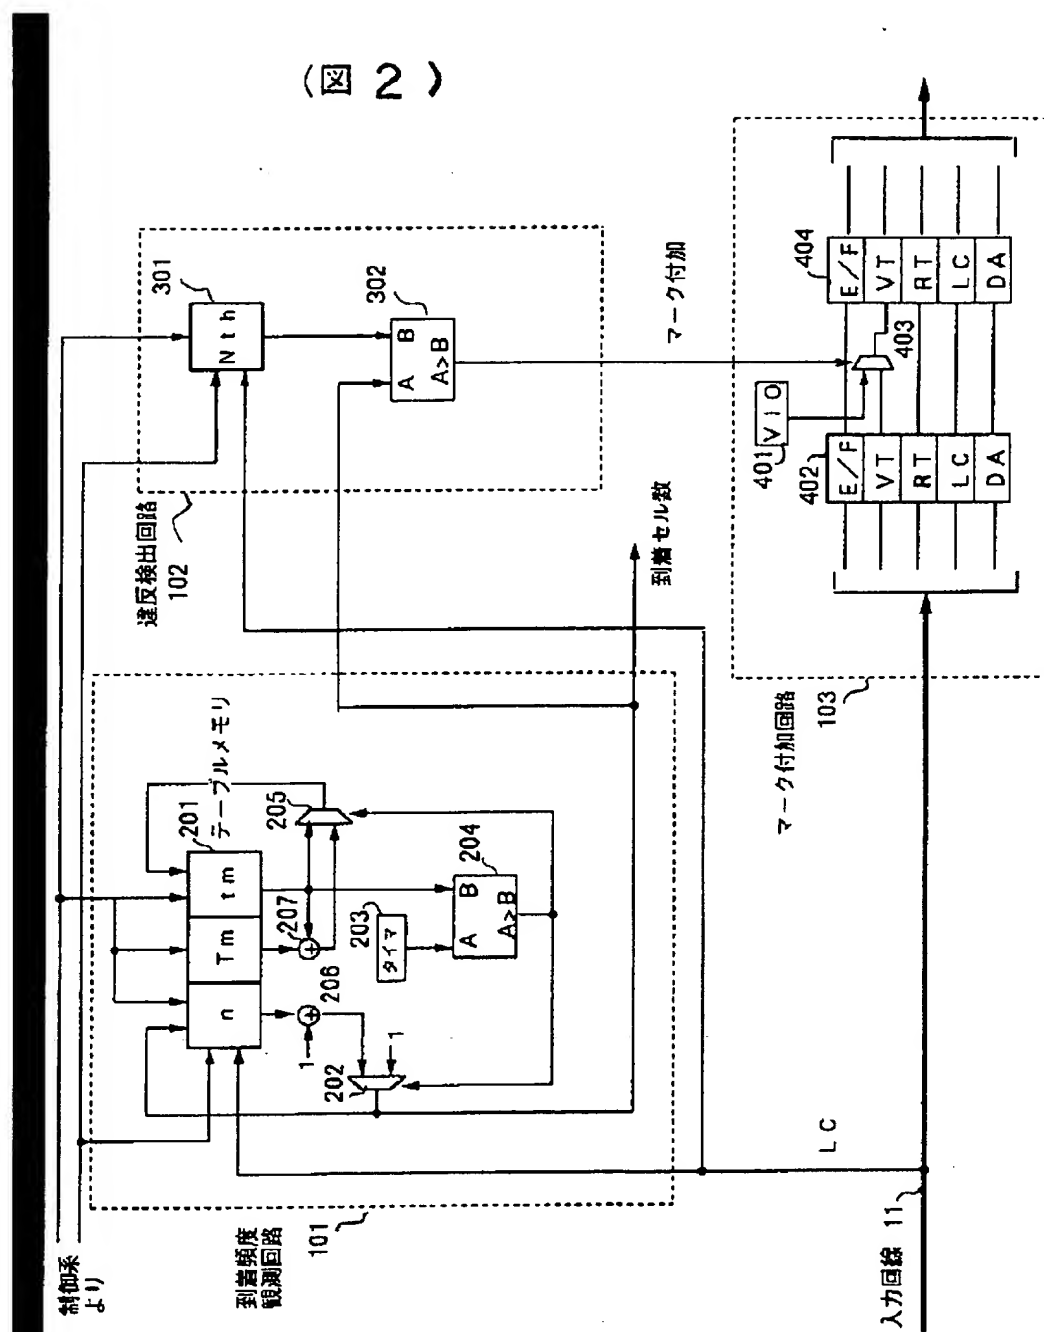 (図 2)
制御系
より
到着頻度
観測回路
101
201
テーブルメモリ
n
Tm
tm
205
207
206
1
202
1
203
タイマ
204
A B
A>B
違反検出回路
102
301
Nth
302
A B
A>B
到着セル数
マーク付加
マーク付加回路
103
401
VIO
402
E/F
VT
RT
LC
DA
403
404
E/F
VT
RT
LC
DA
LC
入力回線 11